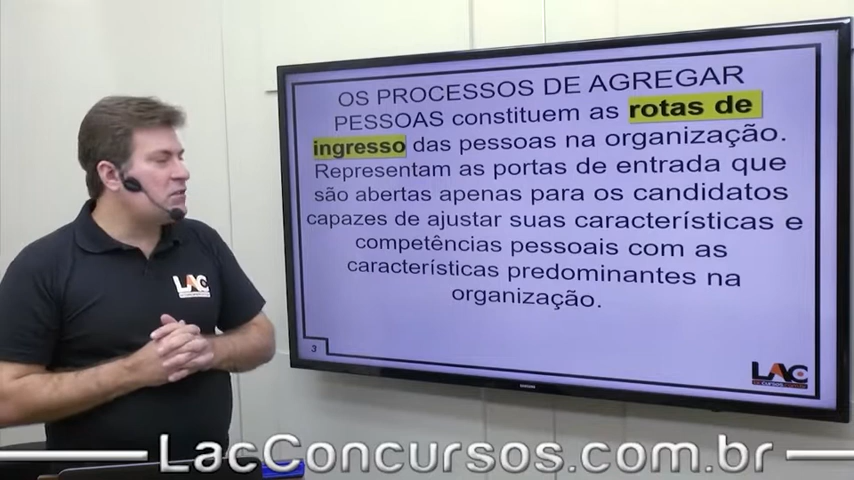 OS PROCESSOS DE AGREGAR
PESSOAS constituem as rotas de
ingresso das pessoas na organização.
Representam as portas de entrada que
são abertas apenas para os candidatos
capazes de ajustar suas características e
competências pessoais com as
características predominantes na
organização.
LAC
3
LAC
LacConcursos.com.br